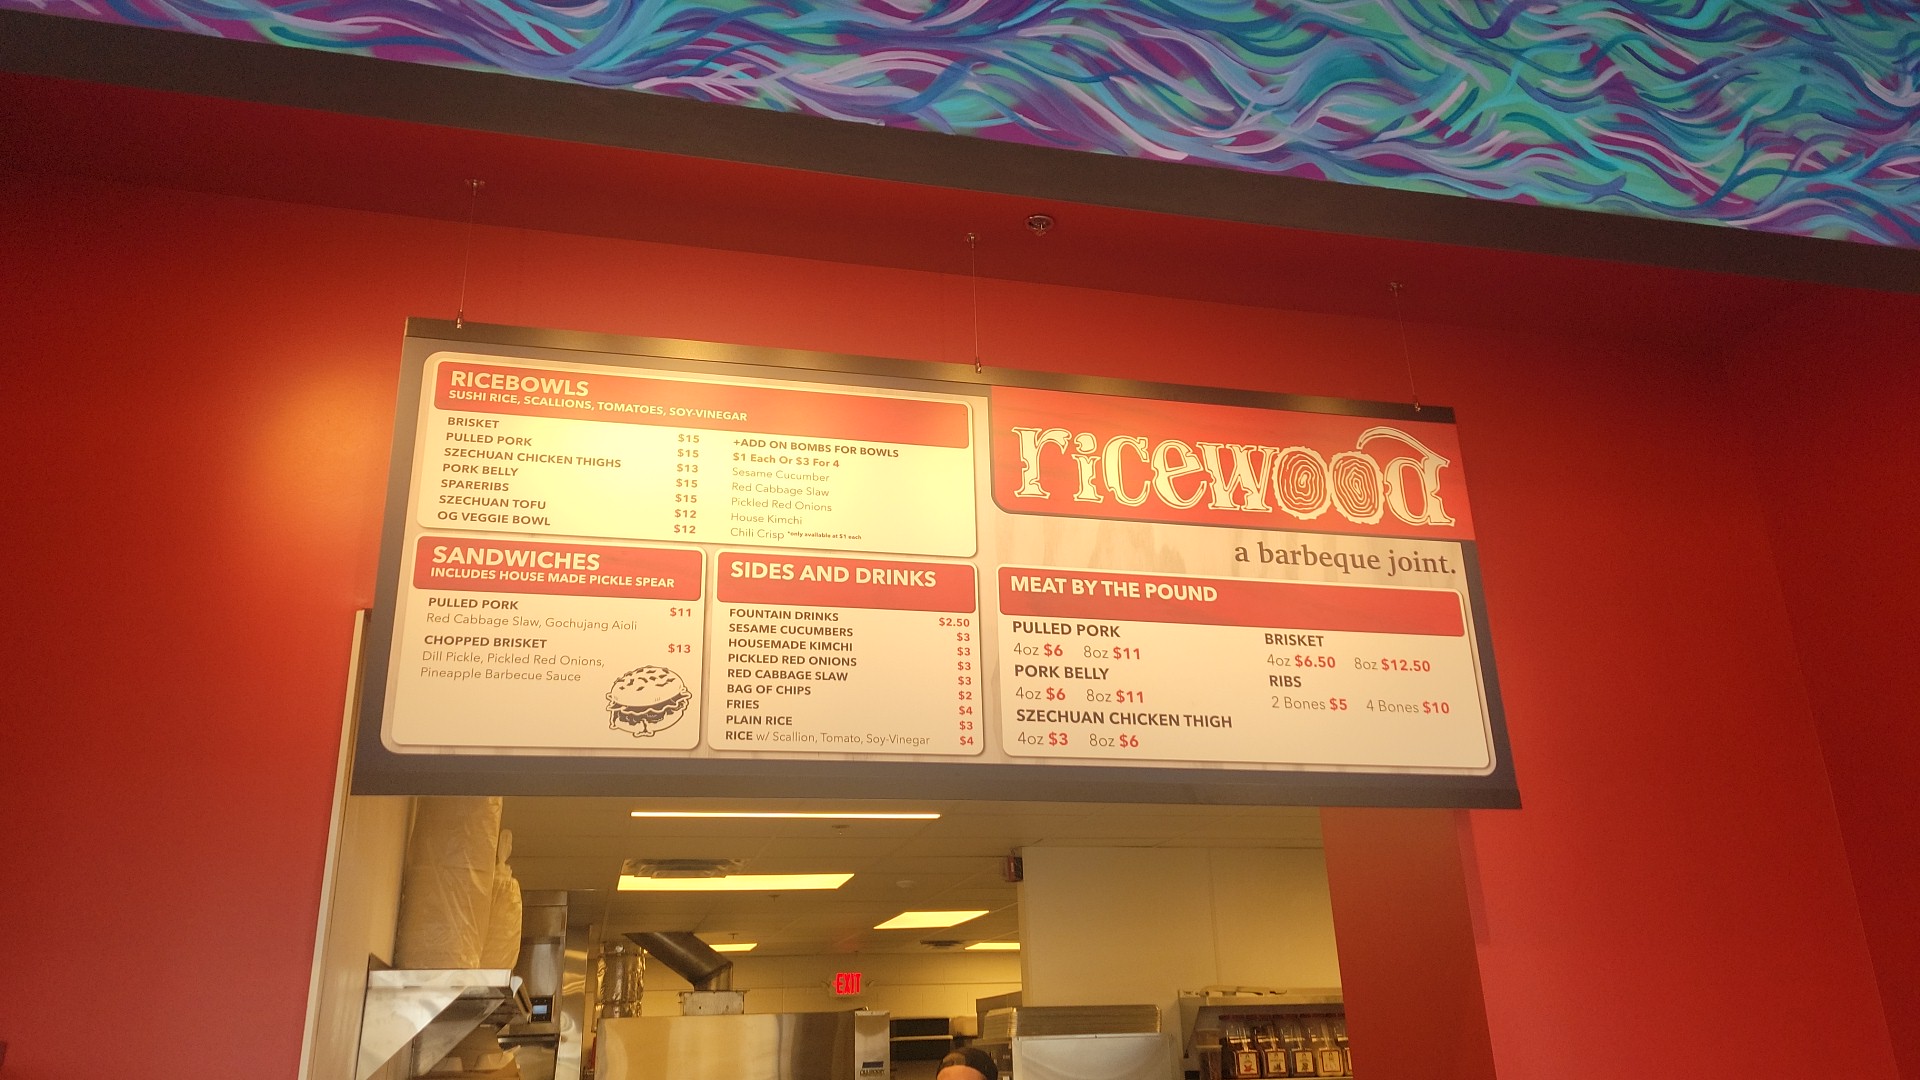 RICEBOWLS
SUSHI RICE, SCALLIONS, TOMATOES, SOY-VINEGAR
BRISKET $15
PULLED PORK $15
SZECHUAN CHICKEN THIGHS $13
PORK BELLY $15
SPARERIBS $15
SZECHUAN TOFU $12
OG VEGGIE BOWL $12
+ADD ON BOMBS FOR BOWLS
$1 Each Or $3 For 4
Sesame Cucumber
Red Cabbage Slaw
Pickled Red Onions
House Kimchi
Chili Crisp *only available at $1 each
SANDWICHES
INCLUDES HOUSE MADE PICKLE SPEAR
PULLED PORK $11
Red Cabbage Slaw, Gochujang Aioli
CHOPPED BRISKET $13
Dill Pickle, Pickled Red Onions,
Pineapple Barbecue Sauce
SIDES AND DRINKS
FOUNTAIN DRINKS $2.50
SESAME CUCUMBERS $3
HOUSEMADE KIMCHI $3
PICKLED RED ONIONS $3
RED CABBAGE SLAW $3
BAG OF CHIPS $2
FRIES $4
PLAIN RICE $3
RICE w/ Scallion, Tomato, Soy-Vinegar $4
ricewood
a barbeque joint.
MEAT BY THE POUND
PULLED PORK
4oz $6 8oz $11
PORK BELLY
4oz $6 8oz $11
SZECHUAN CHICKEN THIGH
4oz $3 8oz $6
BRISKET
4oz $6.50 8oz $12.50
RIBS
2 Bones $5 4 Bones $10
EXIT